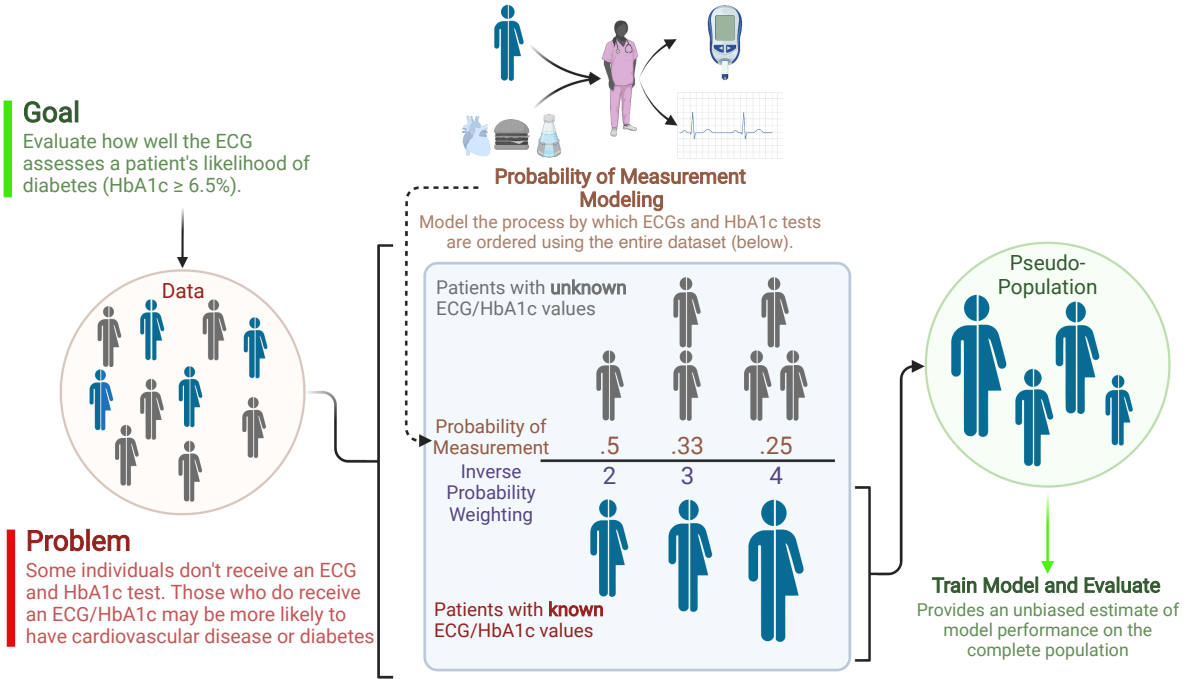 Goal
Evaluate how well the ECG
assesses a patient's likelihood of
diabetes (HbA1c ≥ 6.5%).
Data
Problem
Some individuals don't receive an ECG
and HbA1c test. Those who do receive
an ECG/HbA1c may be more likely to
have cardiovascular disease or diabetes
Probability of Measurement
Modeling
Model the process by which ECGs and HbA1c tests
are ordered using the entire dataset (below).
Patients with unknown
ECG/HbA1c values
Probability of
Measurement
.5 .33 .25
Inverse
Probability
Weighting
2 3 4
Patients with known
ECG/HbA1c values
Pseudo-
Population
Train Model and Evaluate
Provides an unbiased estimate of
model performance on the
complete population